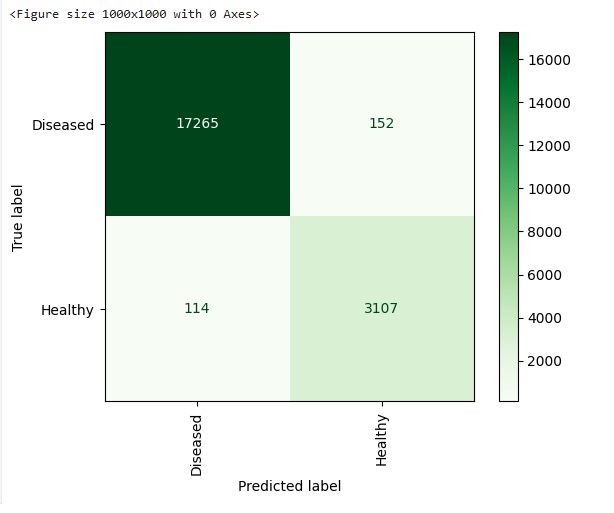 <Figure size 1000x1000 with 0 Axes>
True label
Diseased
Healthy
17265
152
114
3107
Diseased
Healthy
Predicted label
16000
14000
12000
10000
8000
6000
4000
2000